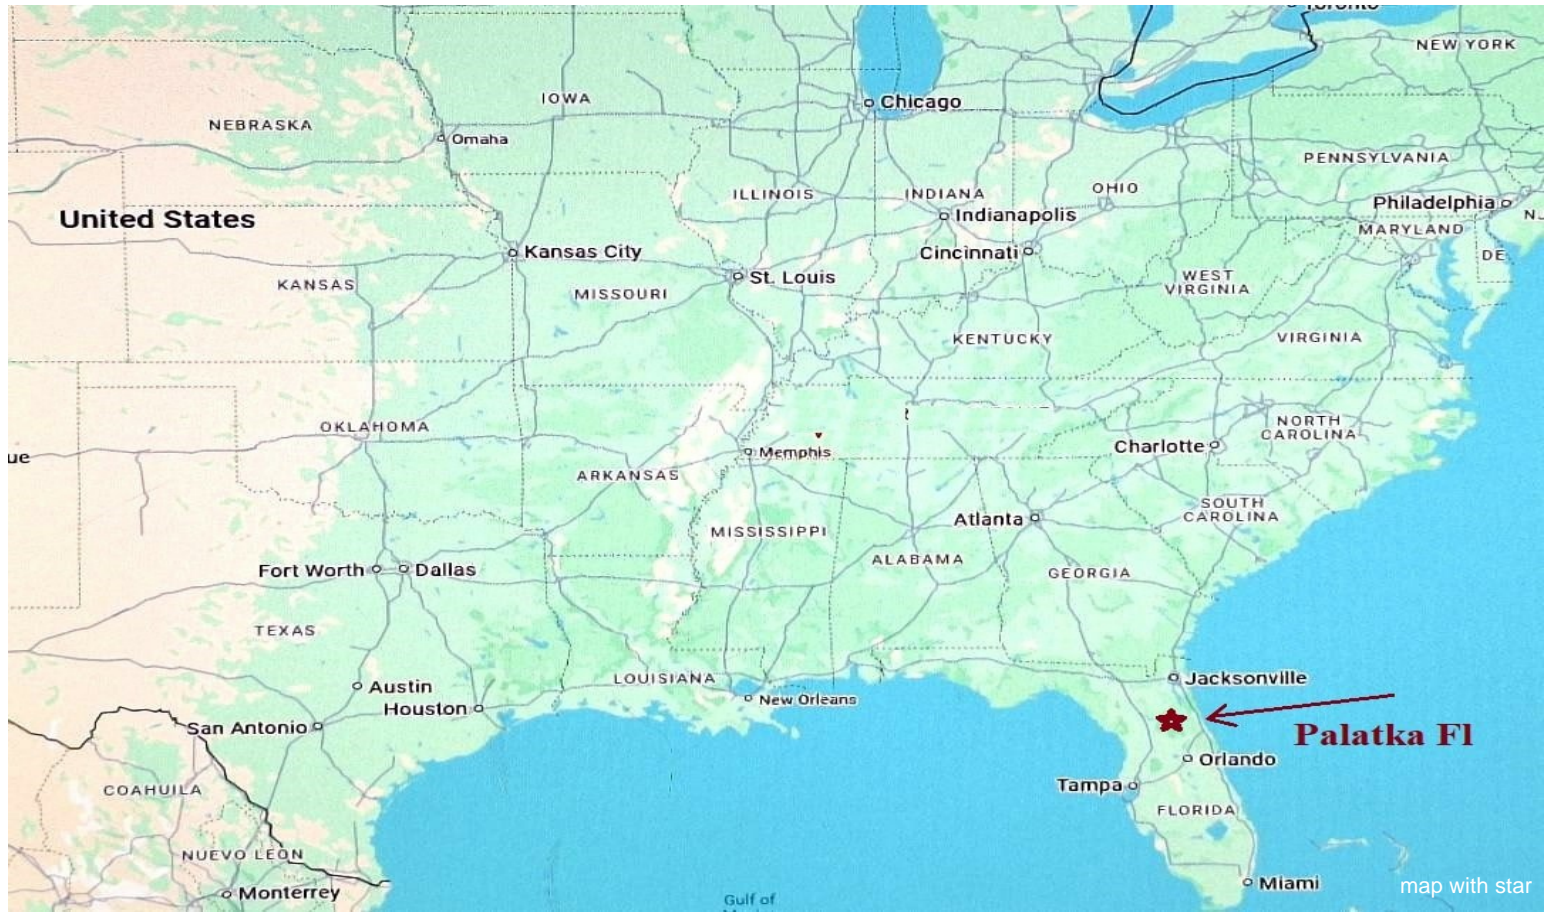 Toronto
NEW YORK
IOWA
Chicago
NEBRASKA
Omaha
PENNSYLVANIA
ILLINOIS
INDIANA
OHIO
Philadelphia
United States
Indianapolis
NJ
MARYLAND
Kansas City
Cincinnati
DE
St. Louis
KANSAS
MISSOURI
WEST
VIRGINIA
KENTUCKY
VIRGINIA
OKLAHOMA
NORTH
CAROLINA
Charlotte
ue
Memphis
ARKANSAS
SOUTH
CAROLINA
Atlanta
MISSISSIPPI
ALABAMA
GEORGIA
Fort Worth
Dallas
TEXAS
LOUISIANA
Jacksonville
Austin
New Orleans
Houston
San Antonio
Palatka Fl
Orlando
Tampa
COAHUILA
FLORIDA
NUEVO LEON
Miami
map with star
Monterrey
Gulf of